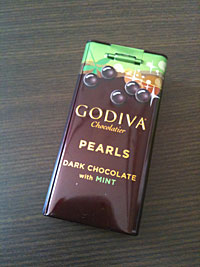 GODIVA
Chocolatier
PEARLS
DARK CHOCOLATE
with MINT